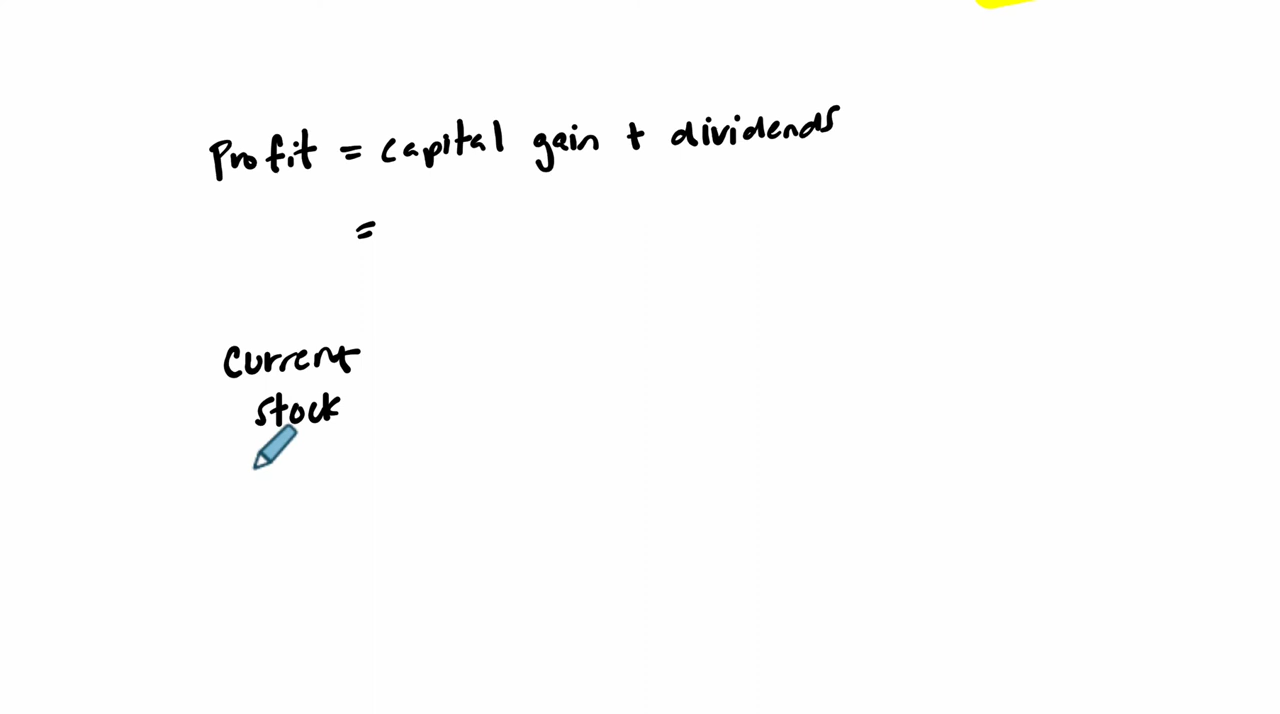 Profit = capital gain + dividends
=
Current
stock